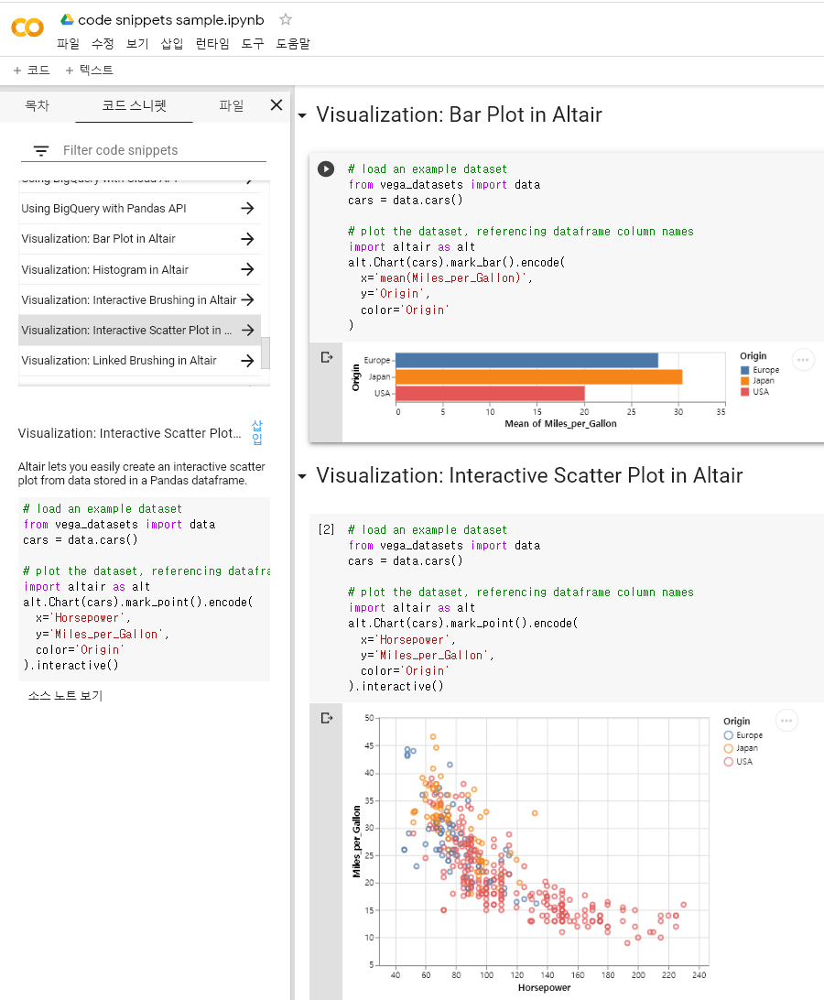 code snippets sample.ipynb
파일 수정 보기 삽입 런타임 도구 도움말
+ 코드 + 텍스트
목차 코드 스니펫 파일
Filter code snippets
Using BigQuery with Cloud API
Using BigQuery with Pandas API
Visualization: Bar Plot in Altair
Visualization: Histogram in Altair
Visualization: Interactive Brushing in Altair
Visualization: Interactive Scatter Plot in ...
Visualization: Linked Brushing in Altair
Visualization: Interactive Scatter Plot...
삽
입
Altair lets you easily create an interactive scatter
plot from data stored in a Pandas dataframe.
# load an example dataset
from vega_datasets import data
cars = data.cars()
# plot the dataset, referencing datafra
import altair as alt
alt.Chart(cars).mark_point().encode(
x='Horsepower',
y='Miles_per_Gallon',
color='Origin'
).interactive()
소스 노트 보기
Visualization: Bar Plot in Altair
# load an example dataset
from vega_datasets import data
cars = data.cars()
# plot the dataset, referencing dataframe column names
import altair as alt
alt.Chart(cars).mark_bar().encode(
x='mean(Miles_per_Gallon)',
y='Origin',
color='Origin'
)
Origin
Europe
Japan
USA
0 5 10 15 20 25 30 35
Mean of Miles_per_Gallon
Origin
Europe
Japan
USA
Visualization: Interactive Scatter Plot in Altair
[2]
# load an example dataset
from vega_datasets import data
cars = data.cars()
# plot the dataset, referencing dataframe column names
import altair as alt
alt.Chart(cars).mark_point().encode(
x='Horsepower',
y='Miles_per_Gallon',
color='Origin'
).interactive()
Miles_per_Gallon
50
45
40
35
30
25
20
15
10
5
40 60 80 100 120 140 160 180 200 220 240
Horsepower
Origin
Europe
Japan
USA